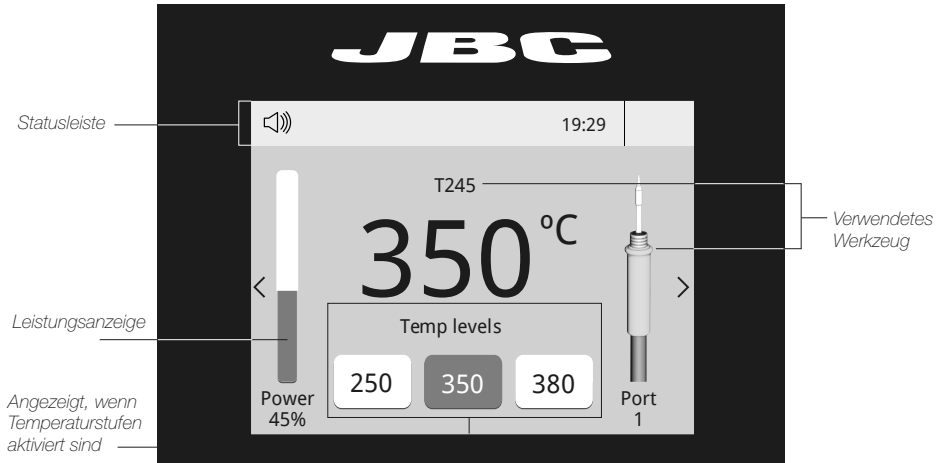 JBC
Statusleiste
19:29
T245
350 ºC
Verwendetes
Werkzeug
Leistungsanzeige
Temp levels
250 350 380
Power
45%
Port
1
Angezeigt, wenn
Temperaturstufen
aktiviert sind